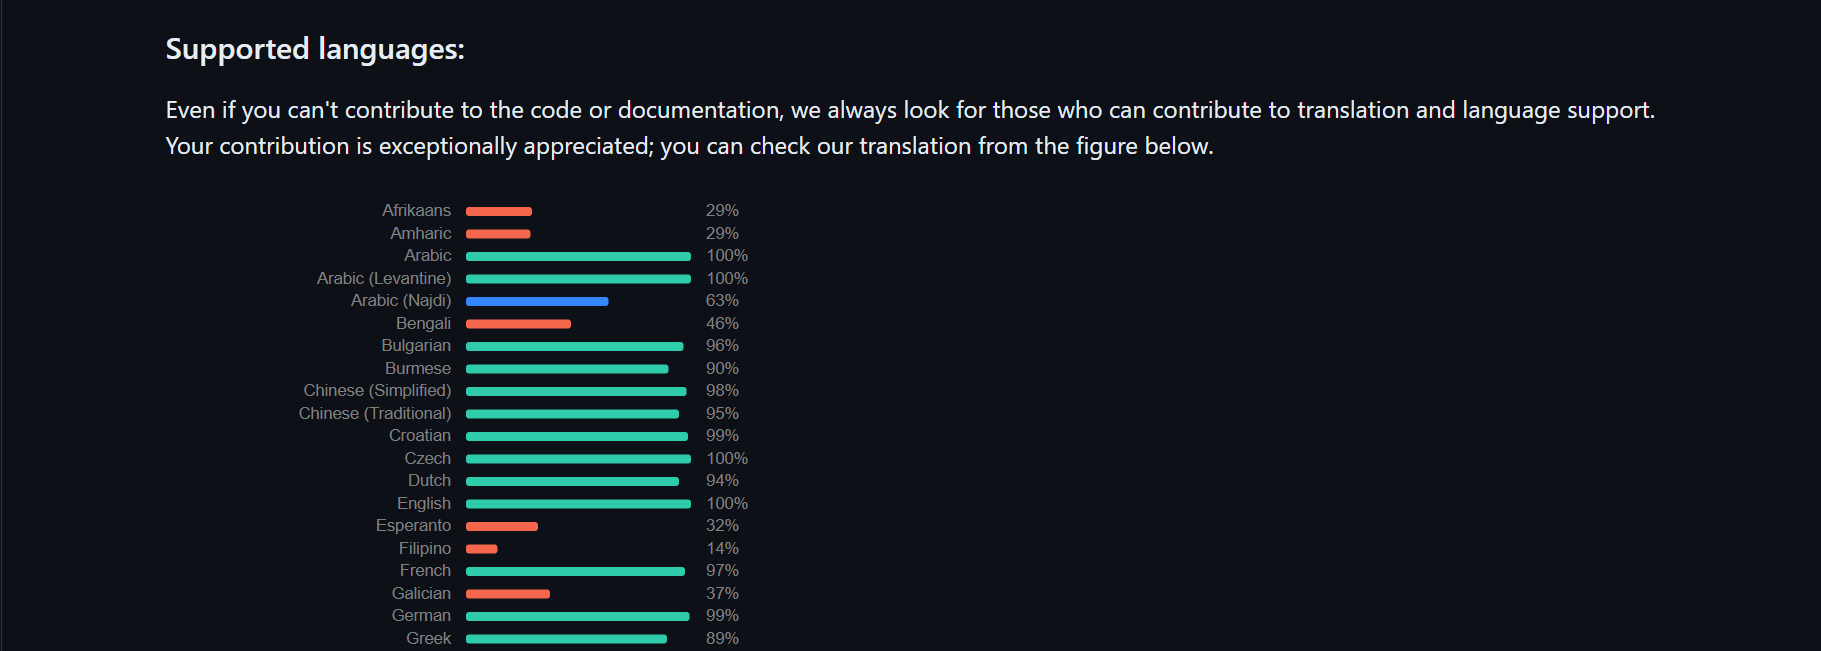 Supported languages:
Even if you can't contribute to the code or documentation, we always look for those who can contribute to translation and language support.
Your contribution is exceptionally appreciated; you can check our translation from the figure below.
Afrikaans 29%
Amharic 29%
Arabic 100%
Arabic (Levantine) 100%
Arabic (Najdi) 63%
Bengali 46%
Bulgarian 96%
Burmese 90%
Chinese (Simplified) 98%
Chinese (Traditional) 95%
Croatian 99%
Czech 100%
Dutch 94%
English 100%
Esperanto 32%
Filipino 14%
French 97%
Galician 37%
German 99%
Greek 89%